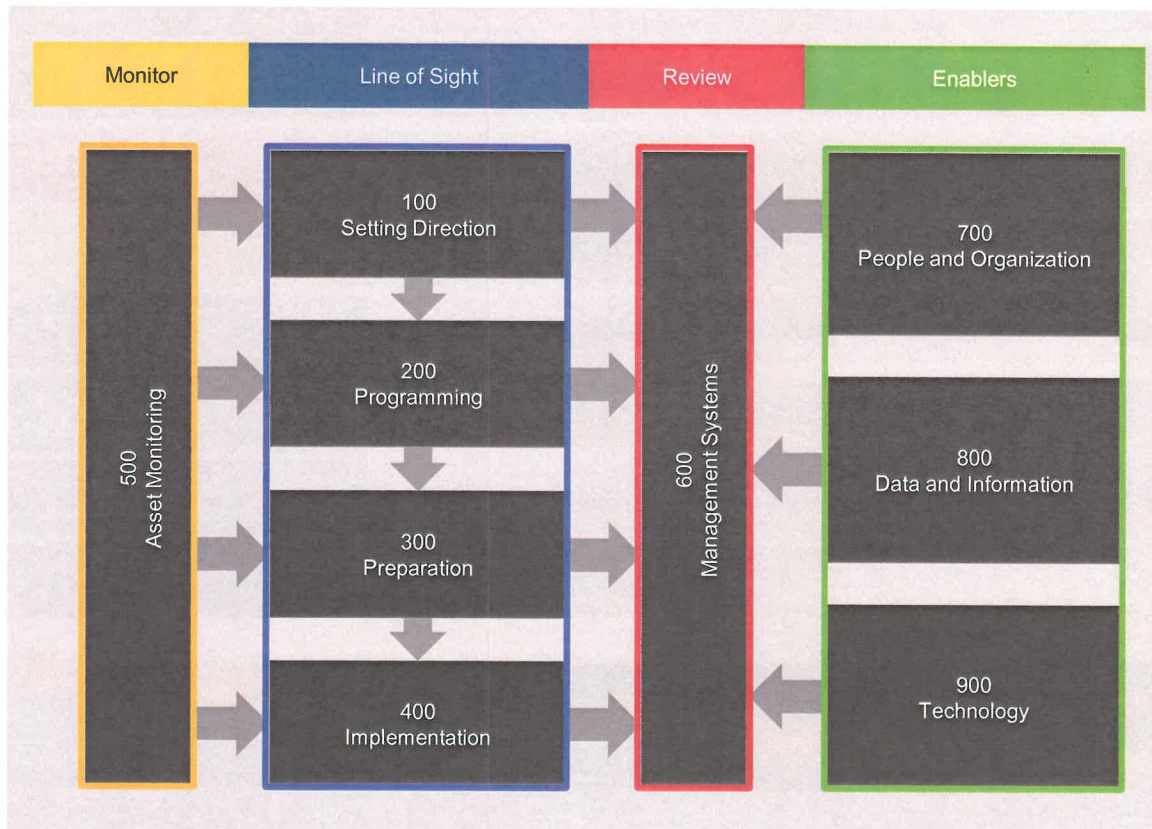 Monitor
Line of Sight
Review
Enablers
500
Asset Monitoring
100
Setting Direction
200
Programming
300
Preparation
400
Implementation
600
Management Systems
700
People and Organization
800
Data and Information
900
Technology